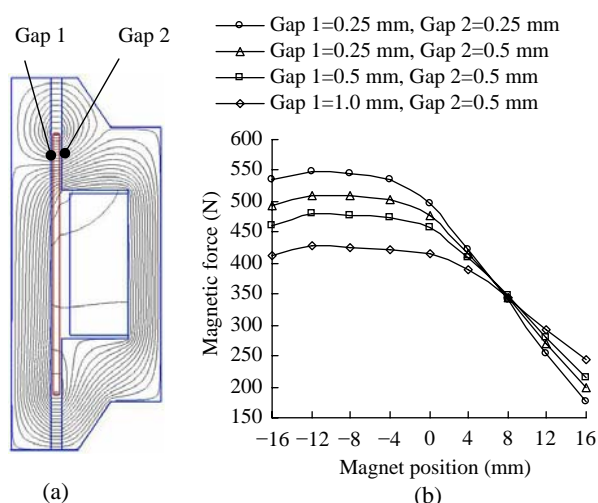 Gap 1 Gap 2
(a)
Gap 1=0.25 mm, Gap 2=0.25 mm
Gap 1=0.25 mm, Gap 2=0.5 mm
Gap 1=0.5 mm, Gap 2=0.5 mm
Gap 1=1.0 mm, Gap 2=0.5 mm
Magnetic force (N)
600
550
500
450
400
350
300
250
200
150
−16 −12 −8 −4 0 4 8 12 16
Magnet position (mm)
(b)